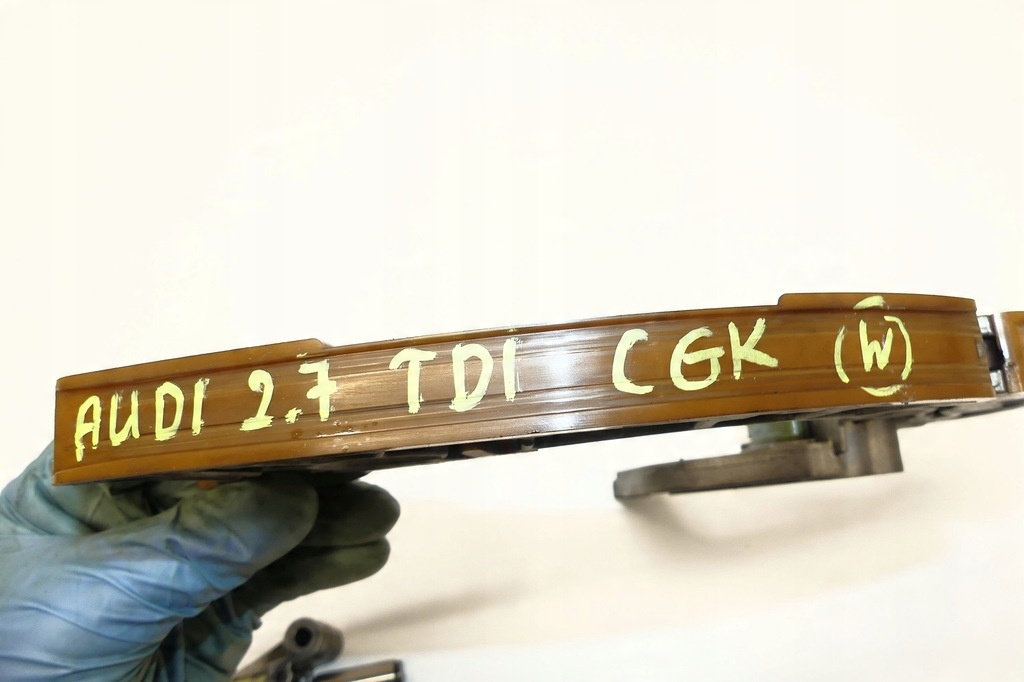 AUDI 2.7 TDI CGK (W)